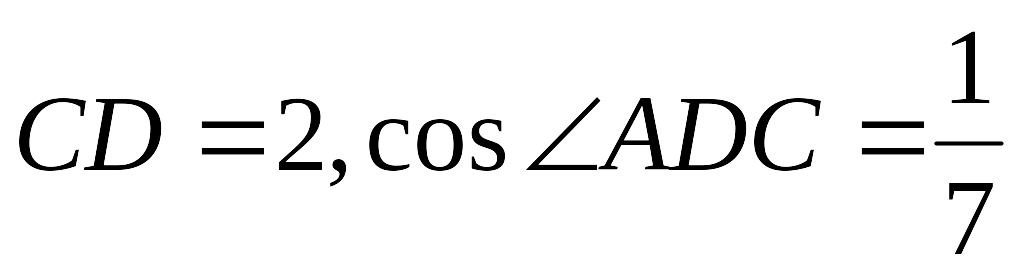 CD = 2, cos ∠ADC = 1/7